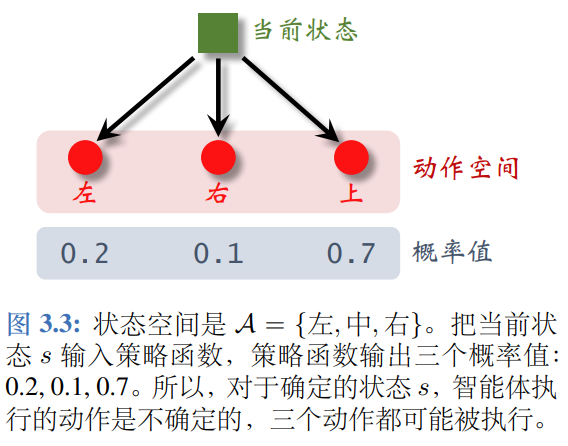 当前状态
动作空间
左 右 上
0.2 0.1 0.7 概率值
图 3.3: 状态空间是 𝒜 = {左, 中, 右}。把当前状
态 s 输入策略函数，策略函数输出三个概率值：
0.2, 0.1, 0.7。所以，对于确定的状态 s，智能体执
行的动作是不确定的，三个动作都可能被执行。